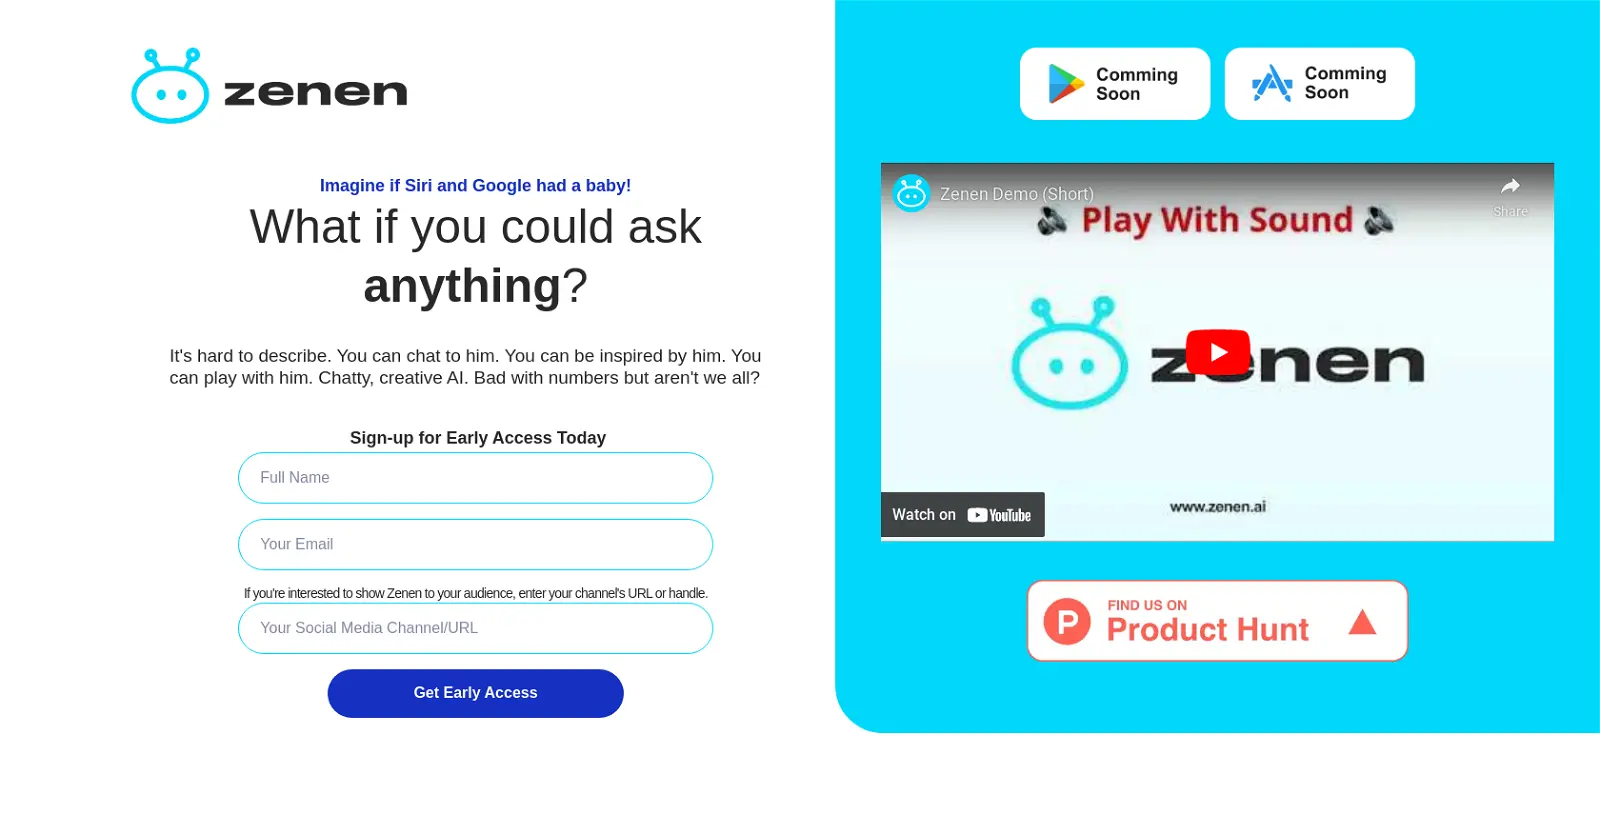 zenen
Imagine if Siri and Google had a baby!
What if you could ask
anything?
It's hard to describe. You can chat to him. You can be inspired by him. You
can play with him. Chatty, creative AI. Bad with numbers but aren't we all?
Sign-up for Early Access Today
Full Name
Your Email
If you're interested to show Zenen to your audience, enter your channel's URL or handle.
Your Social Media Channel/URL
Get Early Access
Comming
Soon
Comming
Soon
Zenen Demo (Short)
Share
Play With Sound
zenen
www.zenen.ai
Watch on YouTube
FIND US ON
Product Hunt